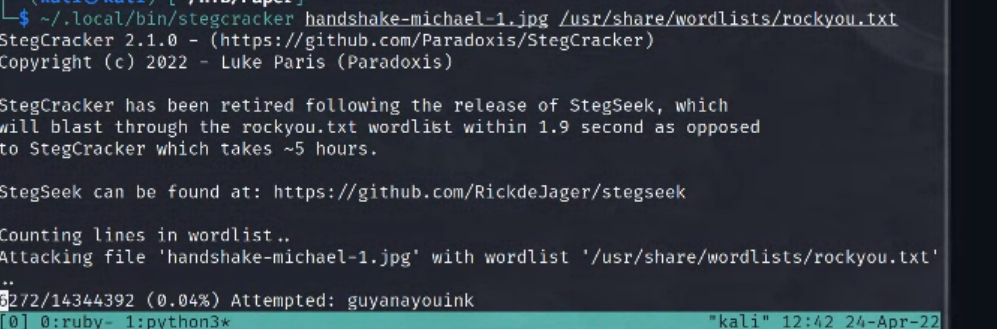 └─$ ~/.local/bin/stegcracker handshake-michael-1.jpg /usr/share/wordlists/rockyou.txt
StegCracker 2.1.0 - (https://github.com/Paradoxis/StegCracker)
Copyright (c) 2022 - Luke Paris (Paradoxis)
StegCracker has been retired following the release of StegSeek, which
will blast through the rockyou.txt wordlist within 1.9 second as opposed
to StegCracker which takes ~5 hours.
StegSeek can be found at: https://github.com/RickdeJager/stegseek
Counting lines in wordlist..
Attacking file 'handshake-michael-1.jpg' with wordlist '/usr/share/wordlists/rockyou.txt'
..
6272/14344392 (0.04%) Attempted: guyanayouink
[0] 0:ruby- 1:python3* "kali" 12:42 24-Apr-22